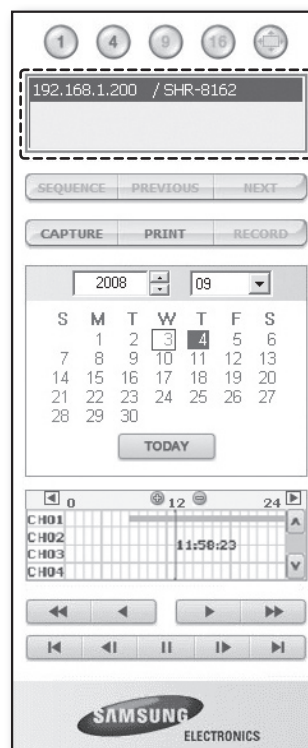 1 4 9 16
192.168.1.200 / SHR-8162
SEQUENCE PREVIOUS NEXT
CAPTURE PRINT RECORD
2008 09
S M T W T F S
1 2 3 4 5 6
7 8 9 10 11 12 13
14 15 16 17 18 19 20
21 22 23 24 25 26 27
28 29 30
TODAY
0 12 24
CH01
CH02
11:58:23
CH03
CH04
SAMSUNG
ELECTRONICS